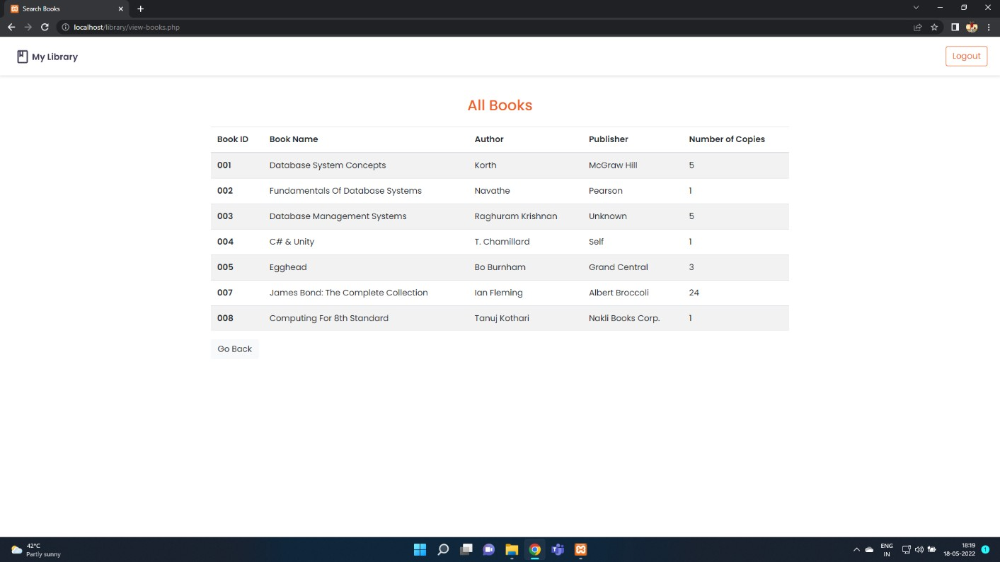 Search Books
localhost/library/view-books.php
My Library
Logout
All Books
Book ID Book Name Author Publisher Number of Copies
001 Database System Concepts Korth McGraw Hill 5
002 Fundamentals Of Database Systems Navathe Pearson 1
003 Database Management Systems Raghuram Krishnan Unknown 5
004 C# & Unity T. Chamillard Self 1
005 Egghead Bo Burnham Grand Central 3
007 James Bond: The Complete Collection Ian Fleming Albert Broccoli 24
008 Computing For 8th Standard Tanuj Kothari Nakli Books Corp. 1
Go Back
42°C
Partly sunny
ENG
IN
18:19
18-05-2022
1